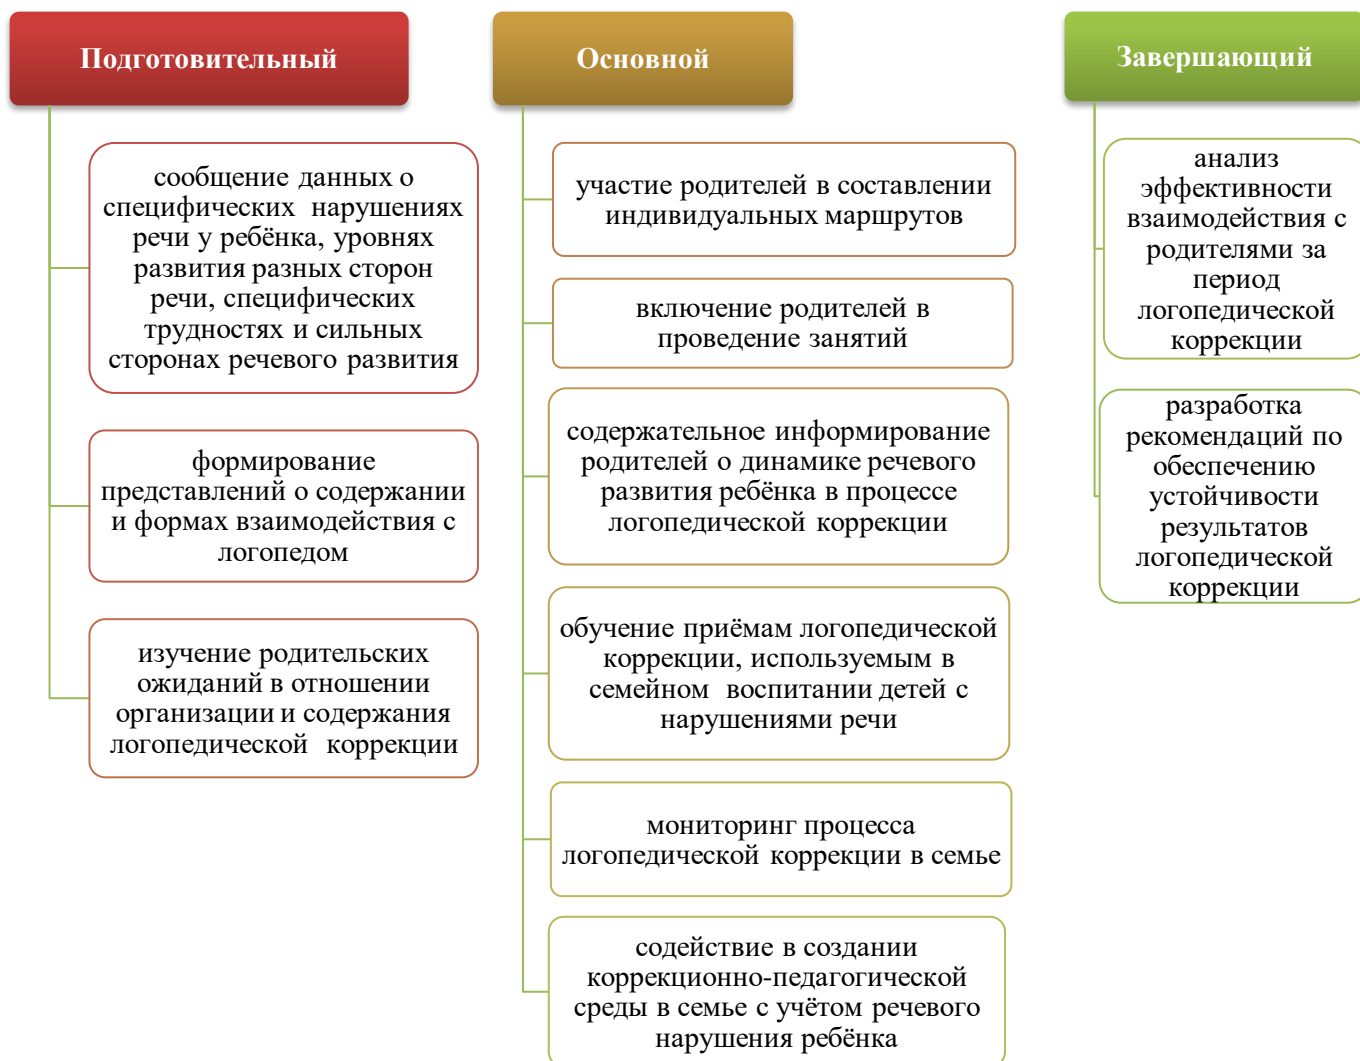 Подготовительный
сообщение данных о
специфических нарушениях
речи у ребёнка, уровнях
развития разных сторон
речи, специфических
трудностях и сильных
сторонах речевого развития
формирование
представлений о содержании
и формах взаимодействия с
логопедом
изучение родительских
ожиданий в отношении
организации и содержания
логопедической коррекции
Основной
участие родителей в составлении
индивидуальных маршрутов
включение родителей в
проведение занятий
содержательное информирование
родителей о динамике речевого
развития ребёнка в процессе
логопедической коррекции
обучение приёмам логопедической
коррекции, используемым в
семейном воспитании детей с
нарушениями речи
мониторинг процесса
логопедической коррекции в семье
содействие в создании
коррекционно-педагогической
среды в семье с учётом речевого
нарушения ребёнка
Завершающий
анализ
эффективности
взаимодействия с
родителями за
период
логопедической
коррекции
разработка
рекомендаций по
обеспечению
устойчивости
результатов
логопедической
коррекции